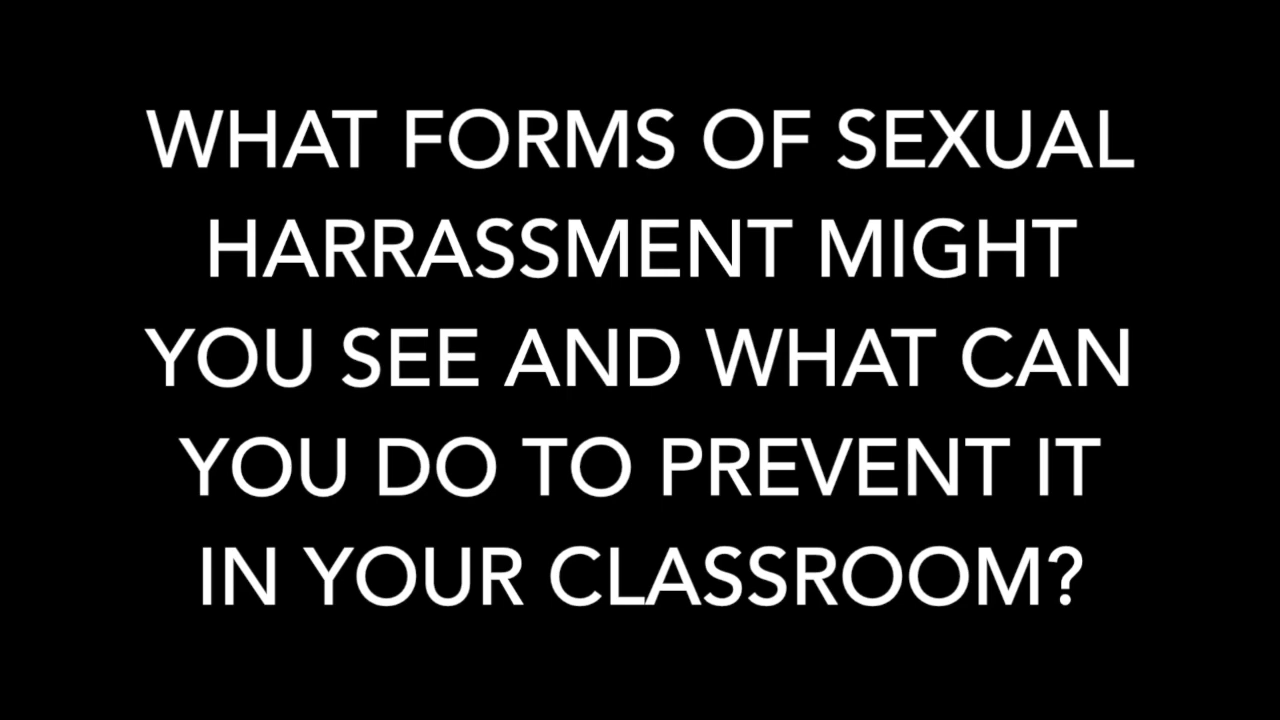 WHAT FORMS OF SEXUAL
HARRASSMENT MIGHT
YOU SEE AND WHAT CAN
YOU DO TO PREVENT IT
IN YOUR CLASSROOM?